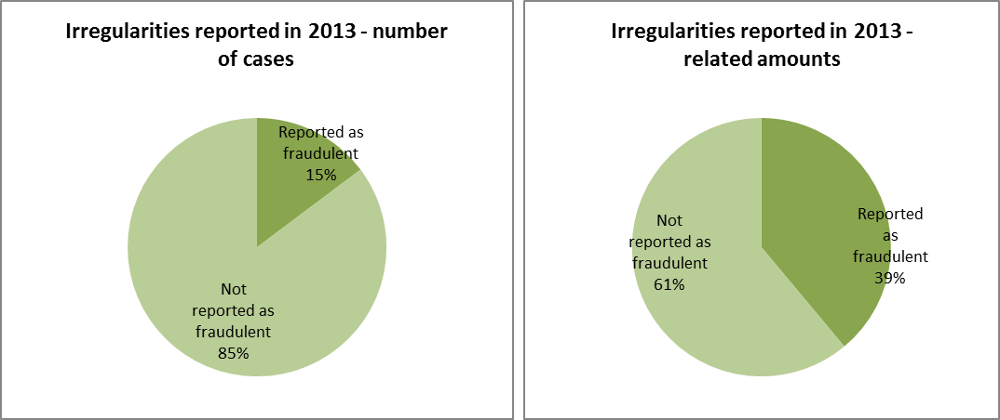 Irregularities reported in 2013 - number
of cases
Reported as
fraudulent
15%
Not
reported as
fraudulent
85%
Irregularities reported in 2013 -
related amounts
Reported
as
fraudulent
39%
Not
reported as
fraudulent
61%